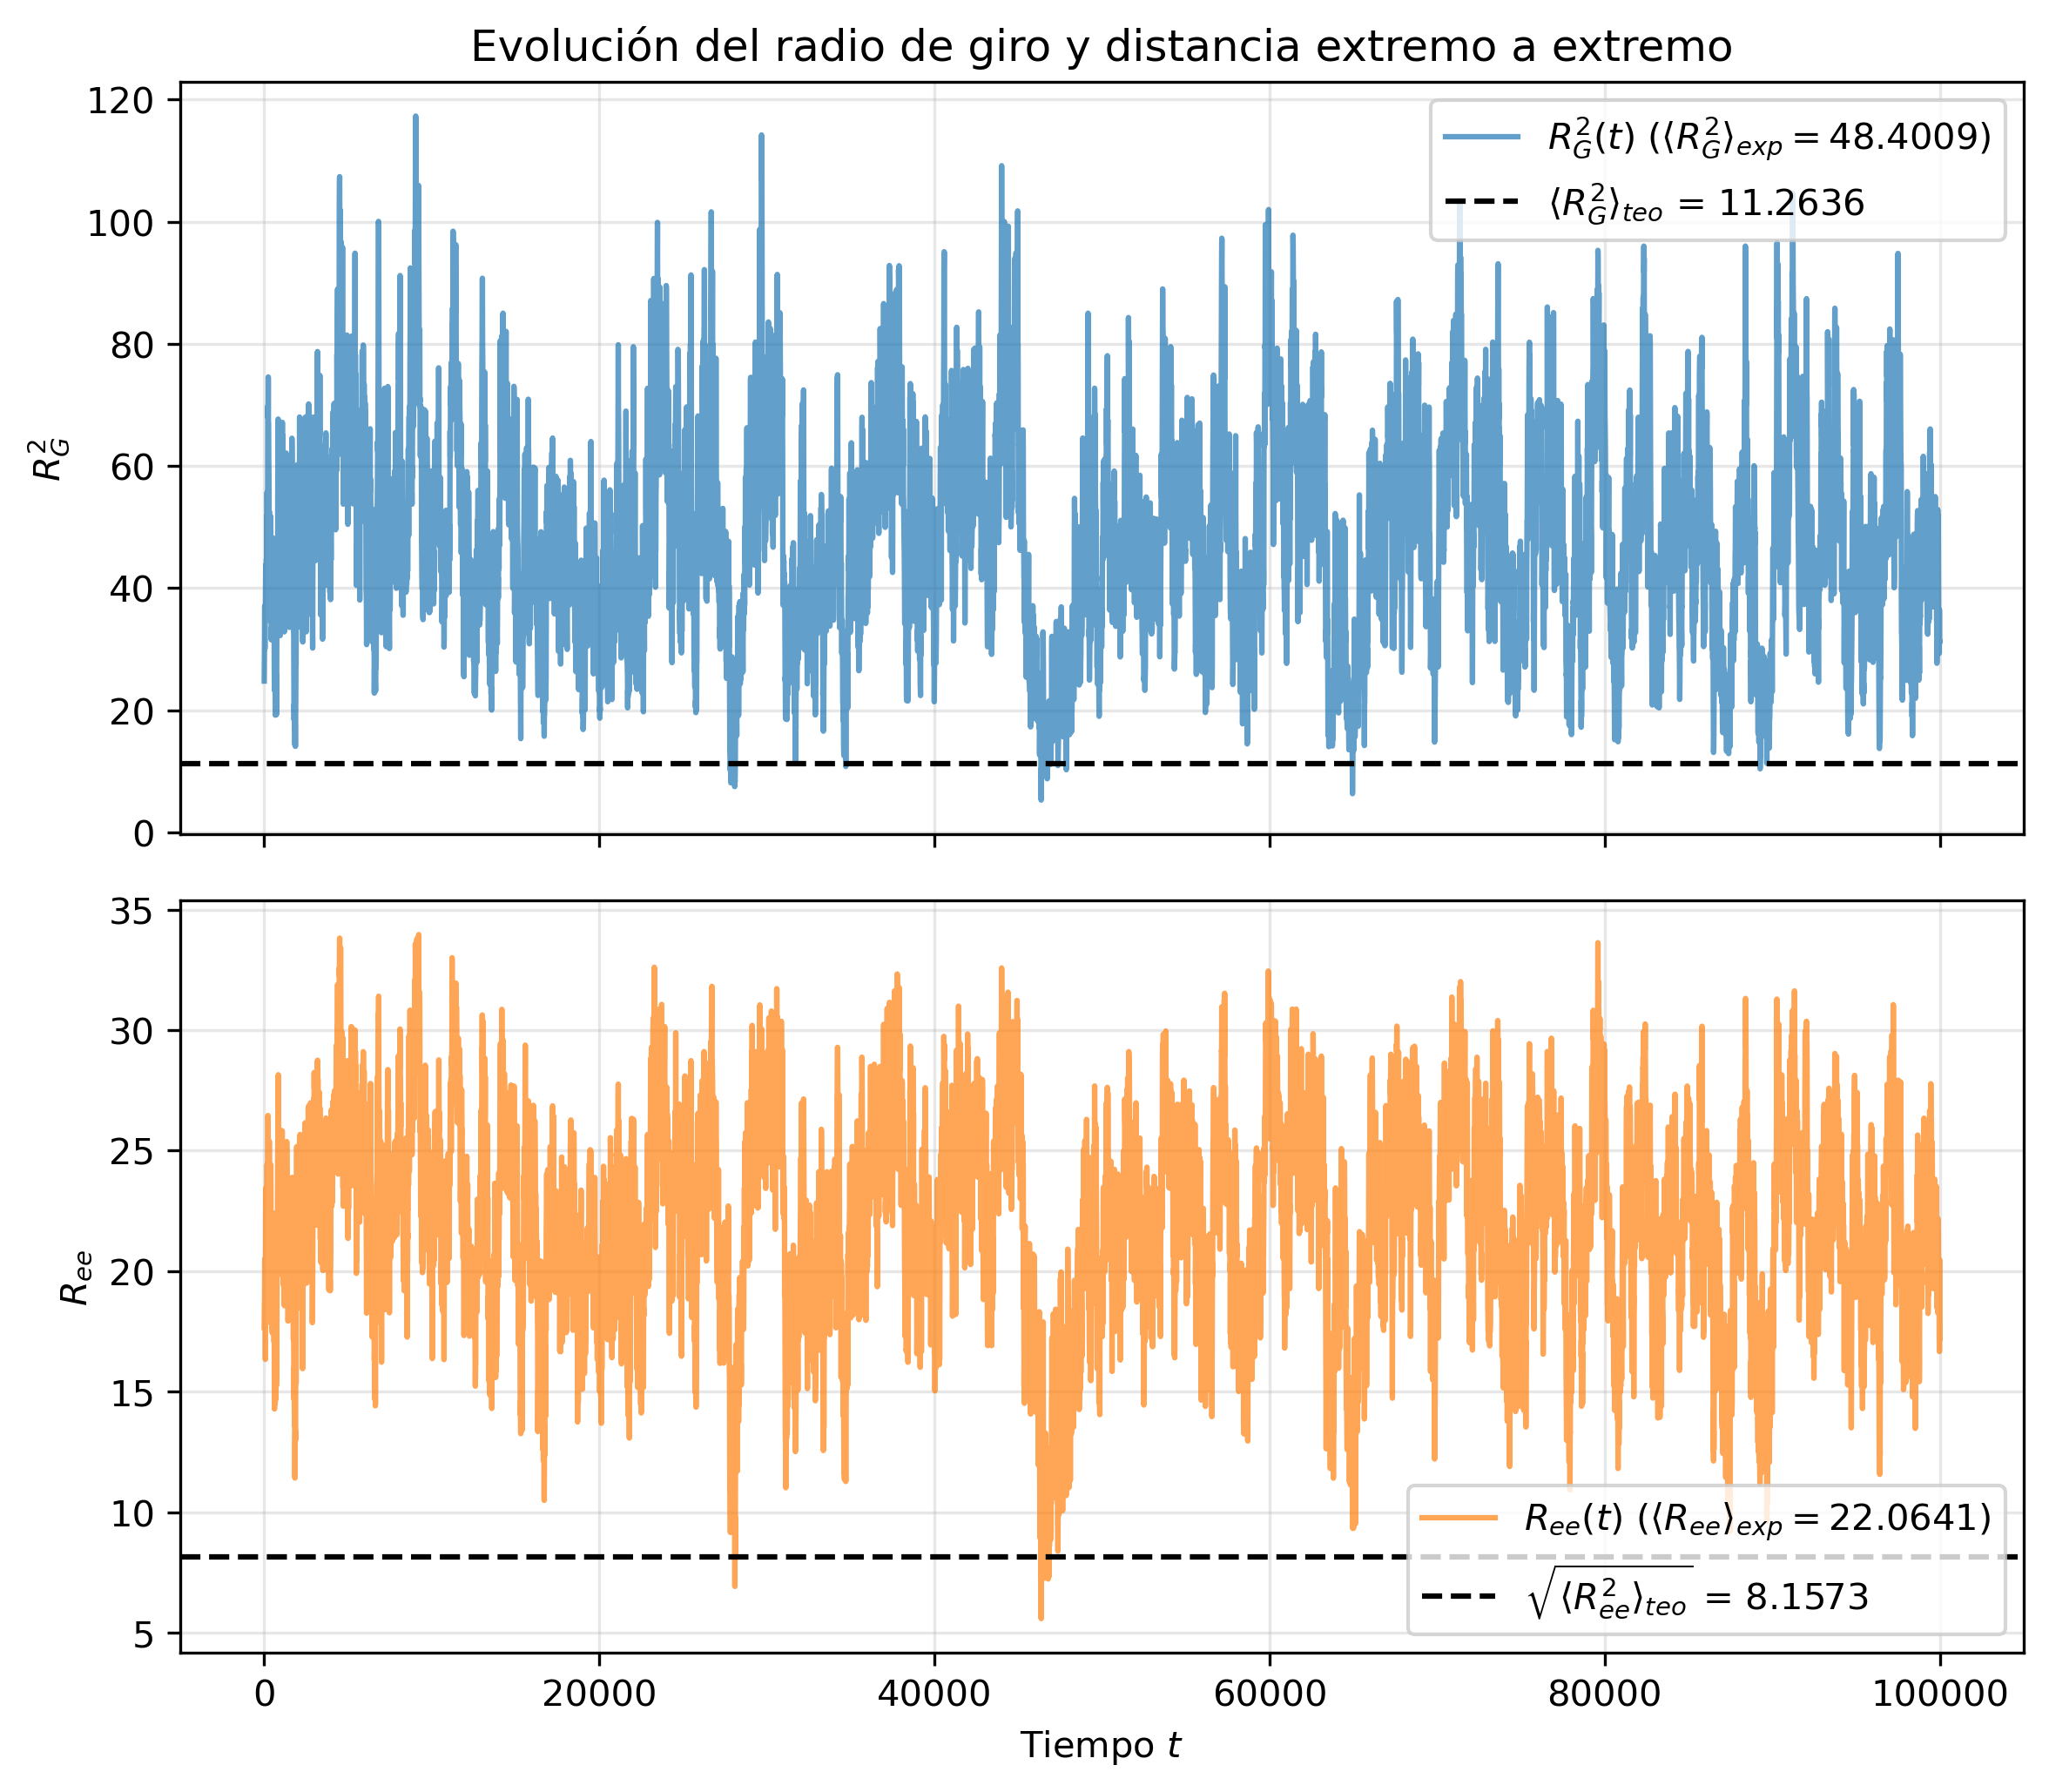 Evolución del radio de giro y distancia extremo a extremo
120
100
80
60
40
20
0
R_G^2
R_G^2(t) (⟨R_G^2⟩_exp = 48.4009)
⟨R_G^2⟩_teo = 11.2636
35
30
25
20
15
10
5
R_ee
R_ee(t) (⟨R_ee⟩_exp = 22.0641)
√⟨R_ee^2⟩_teo = 8.1573
0 20000 40000 60000 80000 100000
Tiempo t